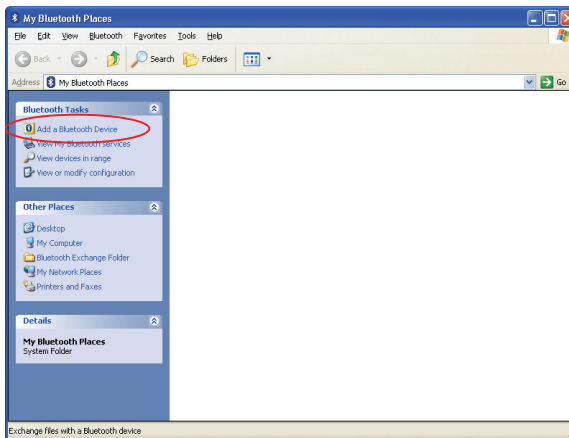 My Bluetooth Places
File Edit View Bluetooth Favorites Tools Help
Back Search Folders
Address My Bluetooth Places Go
Bluetooth Tasks
Add a Bluetooth Device
View My Bluetooth services
View devices in range
View or modify configuration
Other Places
Desktop
My Computer
Bluetooth Exchange Folder
My Network Places
Printers and Faxes
Details
My Bluetooth Places
System Folder
Exchange files with a Bluetooth device